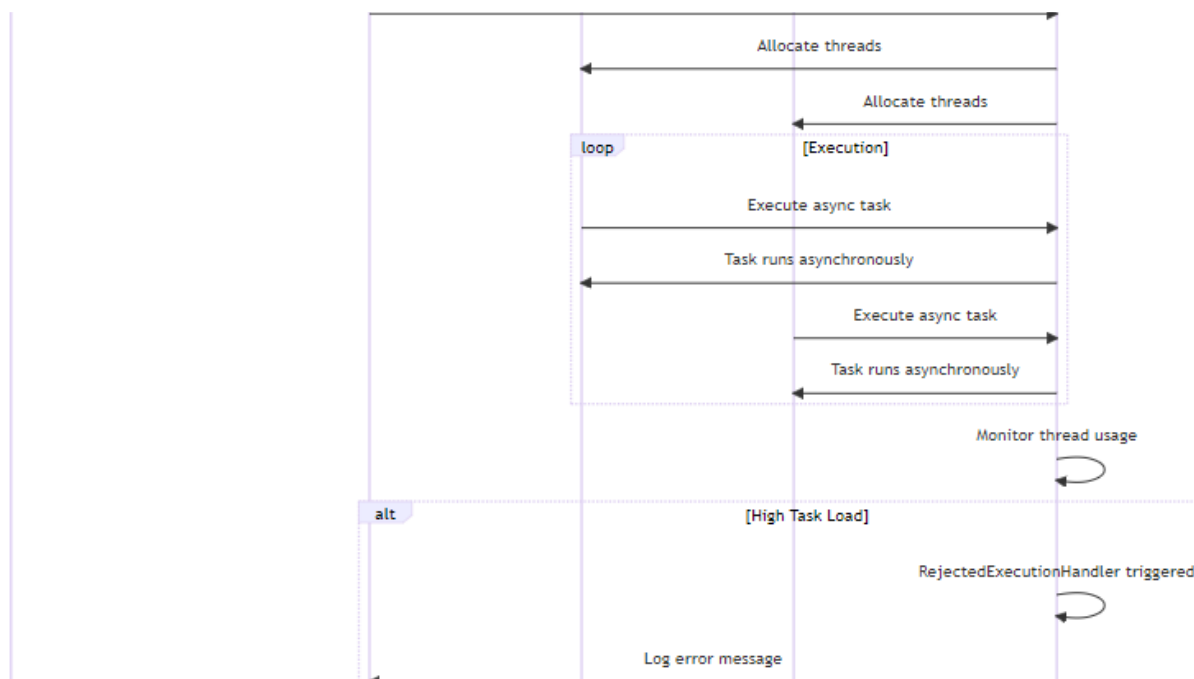 Allocate threads
Allocate threads
loop
[Execution]
Execute async task
Task runs asynchronously
Execute async task
Task runs asynchronously
Monitor thread usage
alt
[High Task Load]
RejectedExecutionHandler triggered
Log error message